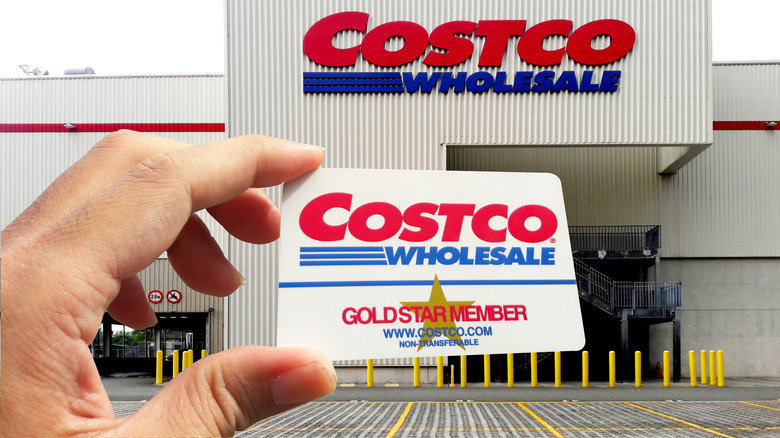 COSTCO
WHOLESALE
COSTCO®
WHOLESALE
GOLD STAR MEMBER
WWW.COSTCO.COM
NON-TRANSFERABLE